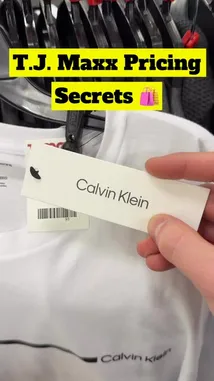 T.J. Maxx Pricing
Secrets 🛍️
Calvin Klein
Calvin Klein